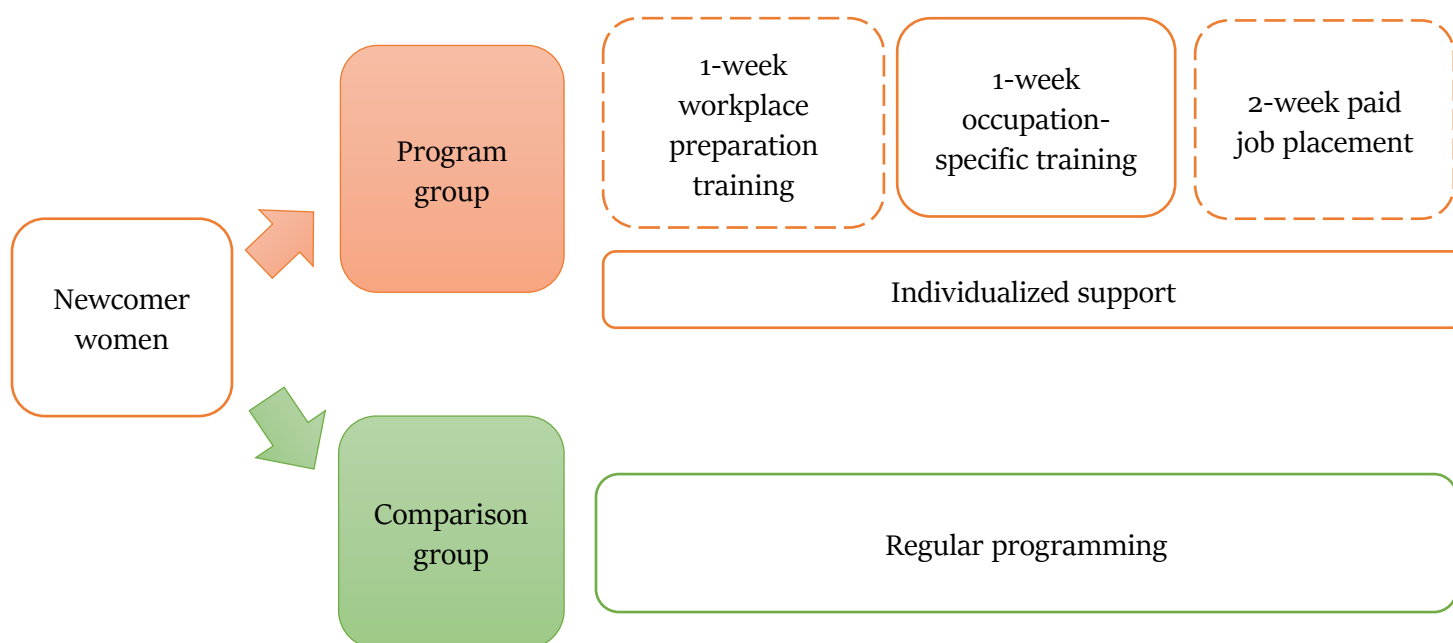 Newcomer
women
Program
group
1-week
workplace
preparation
training
1-week
occupation-
specific training
2-week paid
job placement
Individualized support
Comparison
group
Regular programming